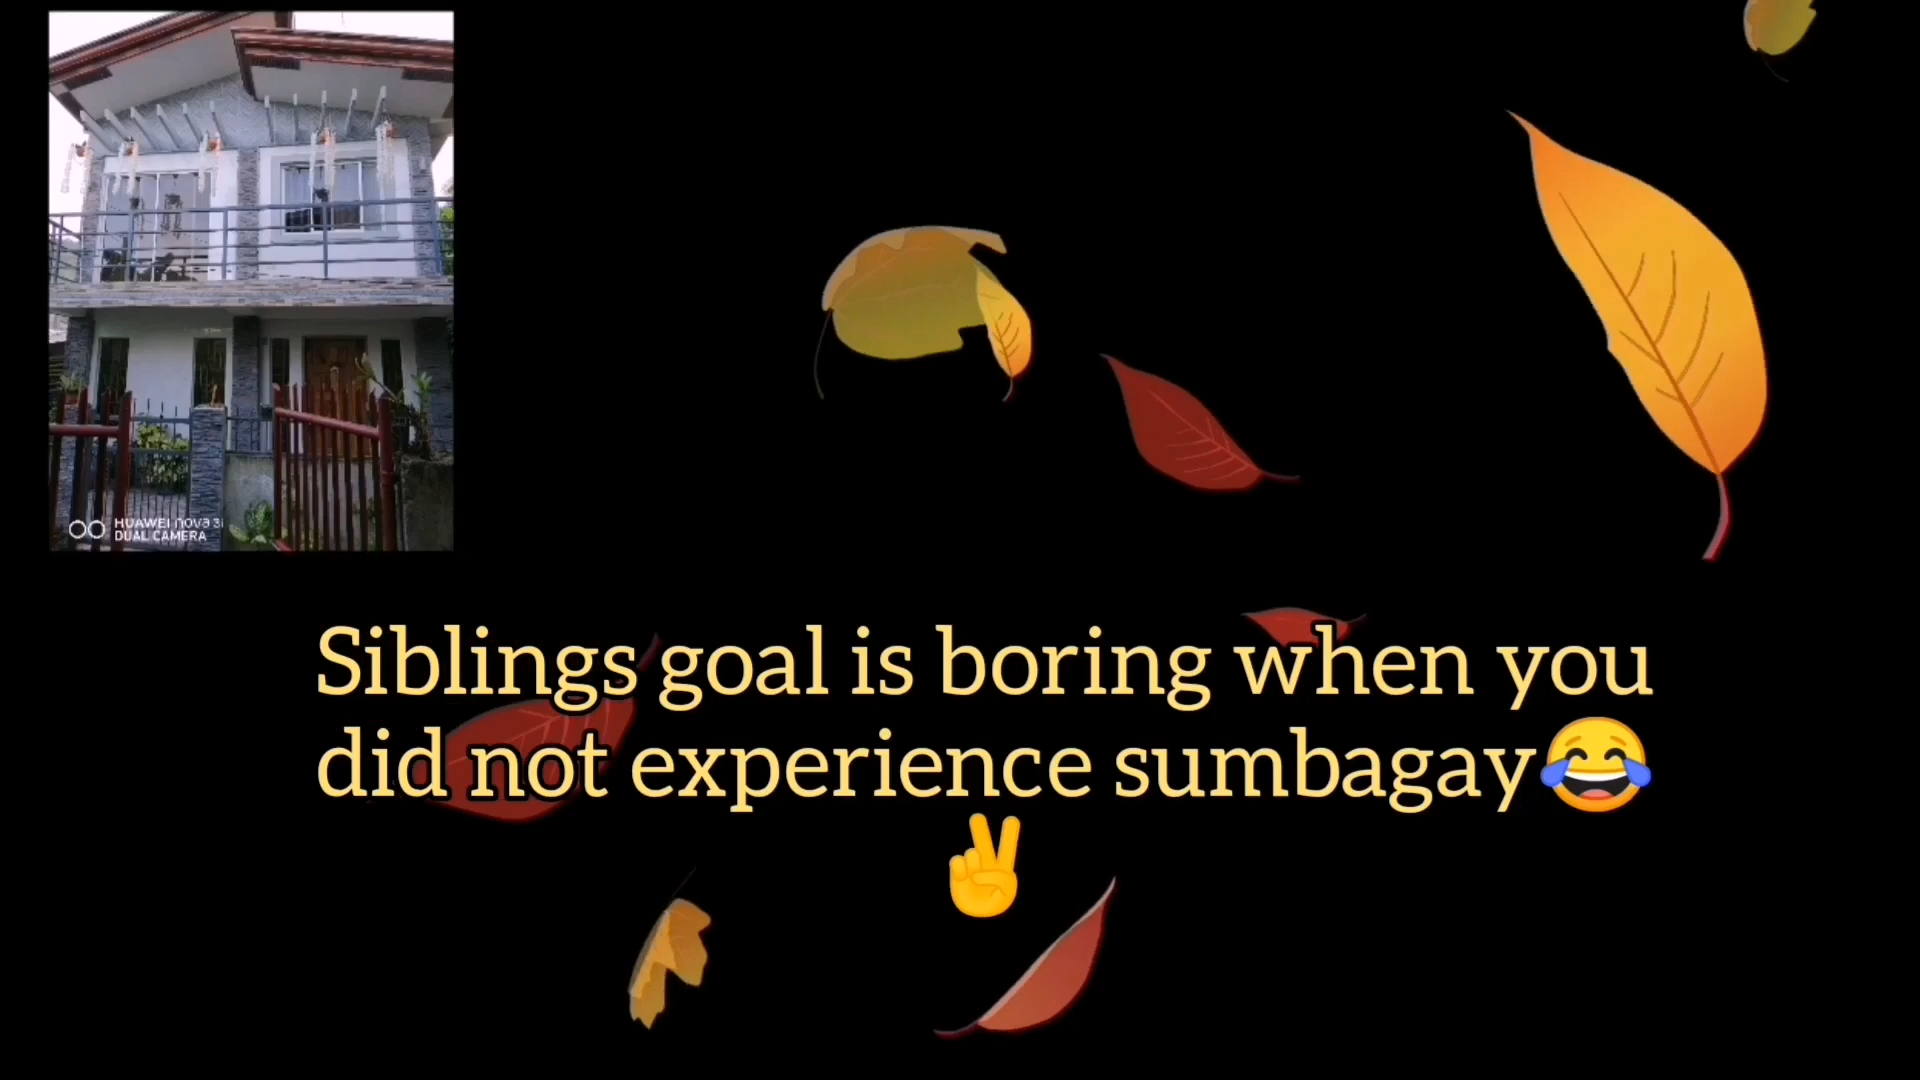 HUAWEI nova 3i
DUAL CAMERA
Siblings goal is boring when you
did not experience sumbagay😂
✌️